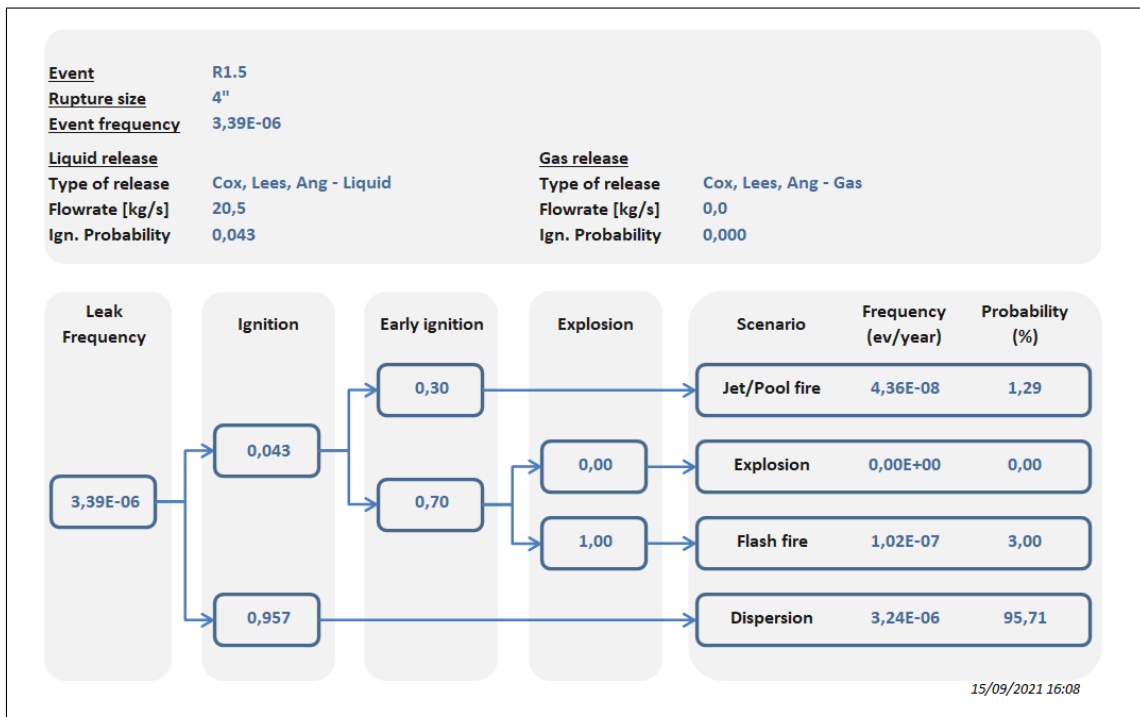 Event R1.5
Rupture size 4"
Event frequency 3,39E-06
Liquid release Gas release
Type of release Cox, Lees, Ang - Liquid Type of release Cox, Lees, Ang - Gas
Flowrate [kg/s] 20,5 Flowrate [kg/s] 0,0
Ign. Probability 0,043 Ign. Probability 0,000
Leak
Frequency
Ignition
Early ignition
Explosion
Scenario
Frequency
(ev/year)
Probability
(%)
0,30
Jet/Pool fire 4,36E-08 1,29
0,043
0,00
Explosion 0,00E+00 0,00
3,39E-06
0,70
1,00
Flash fire 1,02E-07 3,00
0,957
Dispersion 3,24E-06 95,71
15/09/2021 16:08